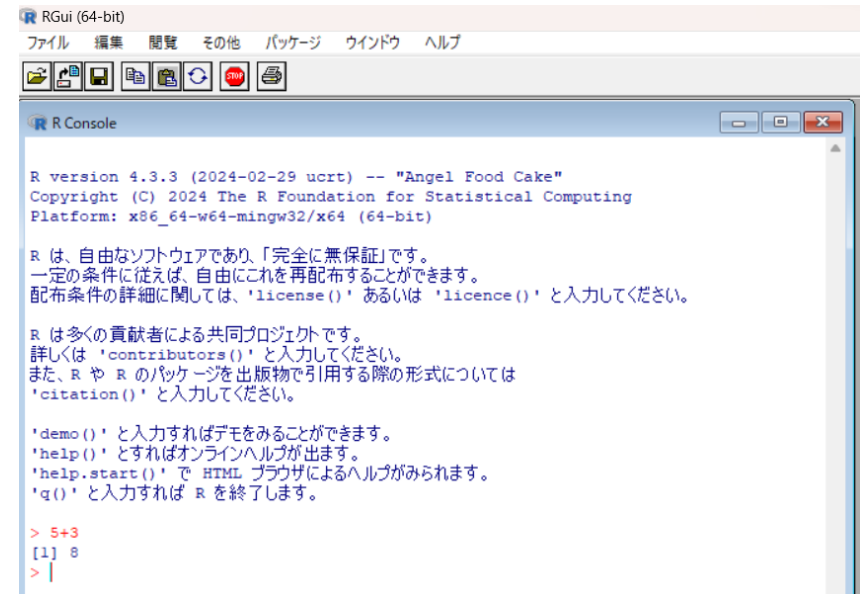 RGui (64-bit)
ファイル 編集 閲覧 その他 パッケージ ウインドウ ヘルプ
STOP
R Console
R version 4.3.3 (2024-02-29 ucrt) -- "Angel Food Cake"
Copyright (C) 2024 The R Foundation for Statistical Computing
Platform: x86_64-w64-mingw32/x64 (64-bit)
R は、自由なソフトウェアであり、「完全に無保証」です。
一定の条件に従えば、自由にこれを再配布することができます。
配布条件の詳細に関しては、'license()' あるいは 'licence()' と入力してください。
R は多くの貢献者による共同プロジェクトです。
詳しくは 'contributors()' と入力してください。
また、R や R のパッケージを出版物で引用する際の形式については
'citation()' と入力してください。
'demo()' と入力すればデモをみることができます。
'help()' とすればオンラインヘルプが出ます。
'help.start()' で HTML ブラウザによるヘルプがみられます。
'q()' と入力すれば R を終了します。
> 5+3
[1] 8
>